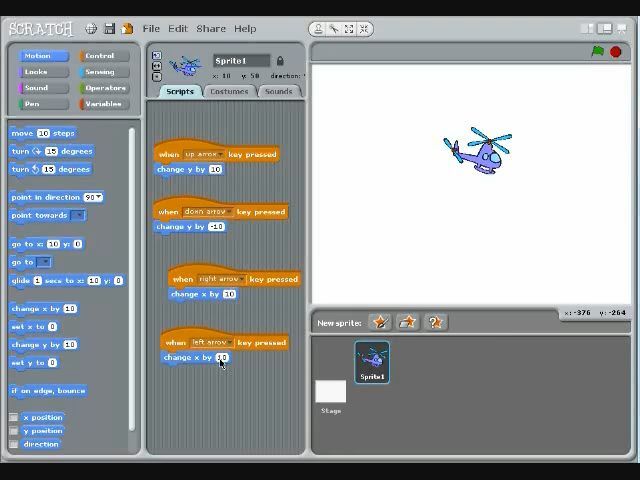 SCRATCH File Edit Share Help
Motion Control
Looks Sensing
Sound Operators
Pen Variables
move 10 steps
turn 15 degrees
turn 15 degrees
point in direction 90
point towards
go to x: 10 y: 0
go to
glide 1 secs to x: 10 y: 0
change x by 10
set x to 0
change y by 10
set y to 0
if on edge, bounce
x position
y position
direction
Sprite1
x: 10 y: 50 direction:
Scripts Costumes Sounds
when up arrow key pressed
change y by 10
when down arrow key pressed
change y by -10
when right arrow key pressed
change x by 10
when left arrow key pressed
change x by 10
x:-376 y:-264
New sprite:
Sprite1
Stage